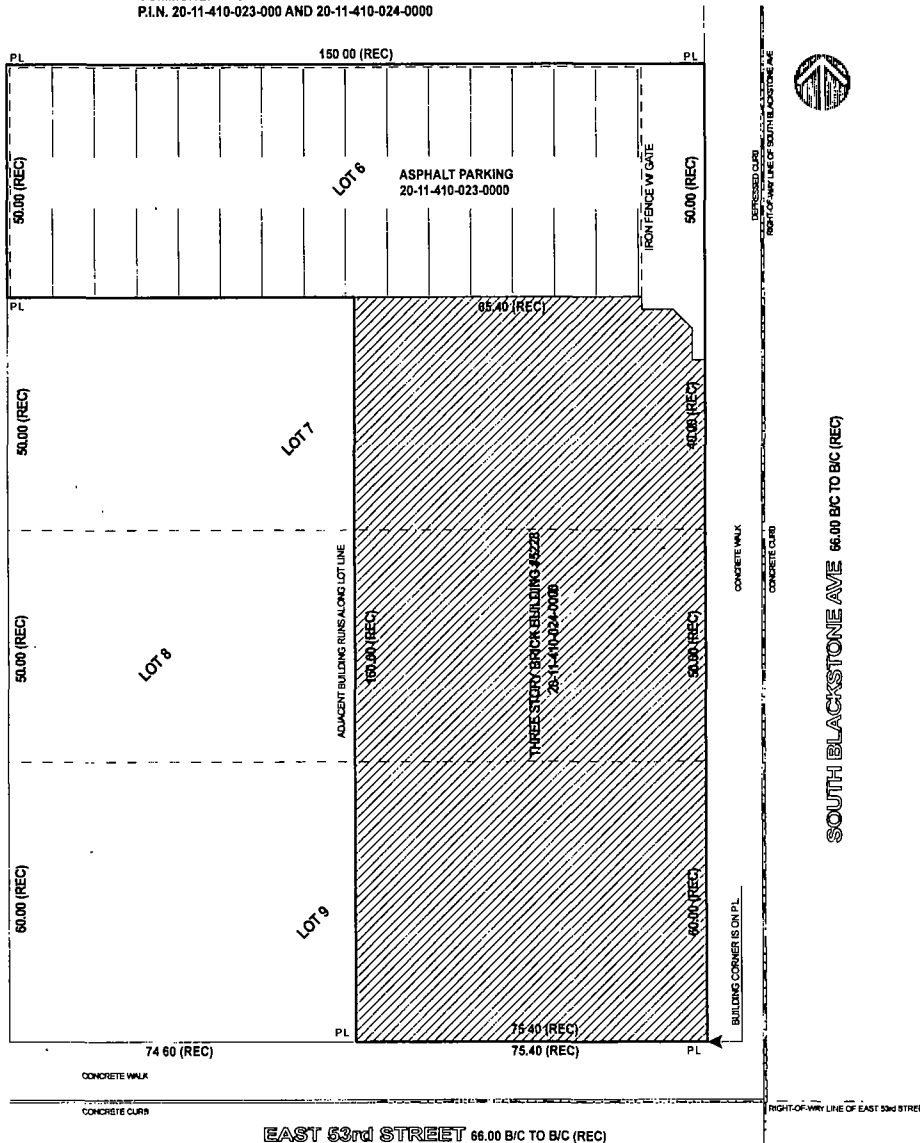 P.I.N. 20-11-410-023-000 AND 20-11-410-024-0000
PL
150 00 (REC)
PL
50.00 (REC)
LOT 6
ASPHALT PARKING
20-11-410-023-0000
IRON FENCE W/ GATE
50.00 (REC)
DEPRESSED CURB
RIGHT-OF-WAY LINE OF SOUTH BLACKSTONE AVE
PL
65.40 (REC)
50.00 (REC)
LOT 7
40.00 (REC)
SOUTH BLACKSTONE AVE 66.00 B/C TO B/C (REC)
CONCRETE WALK
CONCRETE CURB
ADJACENT BUILDING RUNS ALONG LOT LINE
160.00 (REC)
THREE STORY BRICK BUILDING #5228
20-11-410-024-0000
50.00 (REC)
LOT 8
50.00 (REC)
60.00 (REC)
LOT 9
60.00 (REC)
BUILDING CORNER IS ON PL
PL
75 40 (REC)
74 60 (REC)
75.40 (REC)
PL
CONCRETE WALK
CONCRETE CURB
RIGHT-OF-WAY LINE OF EAST 53rd STREE
EAST 53rd STREET 66.00 B/C TO B/C (REC)